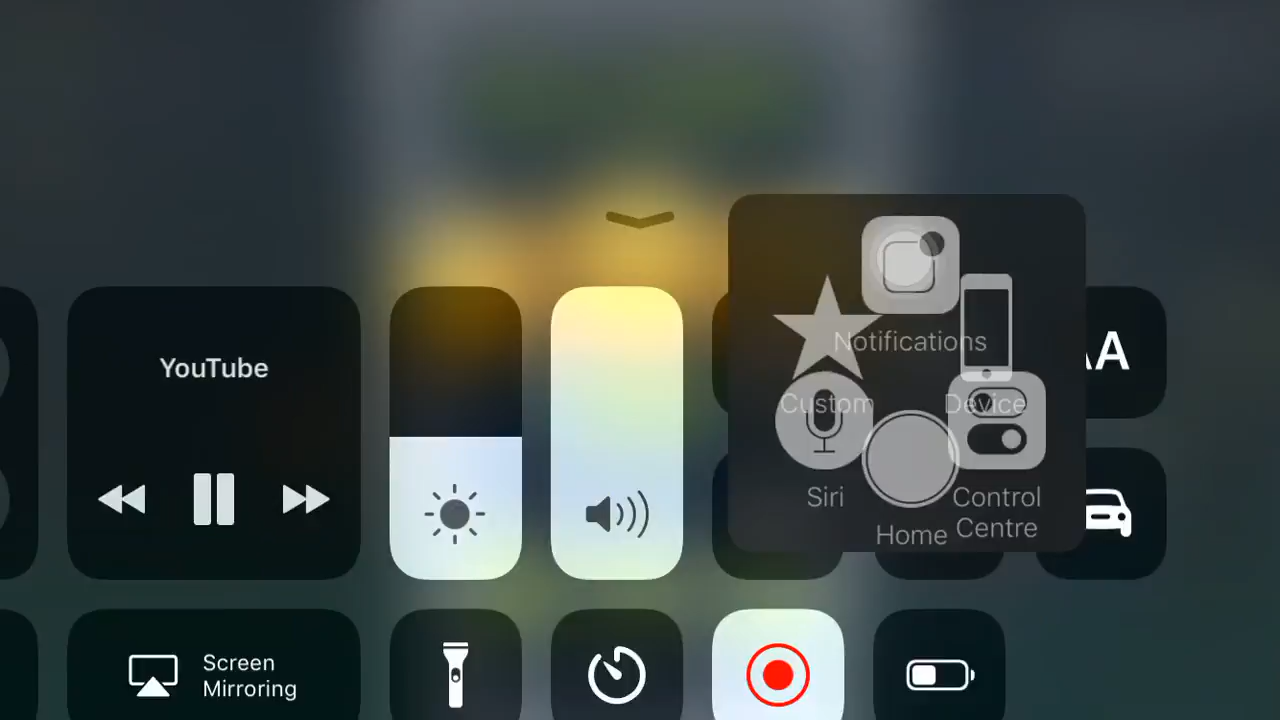 Notifications
YouTube
AA
Custom
Device
Siri
Control
Centre
Home
Screen
Mirroring